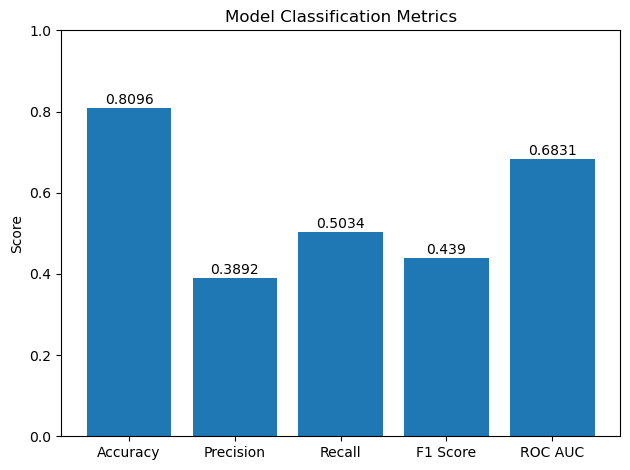 Model Classification Metrics
1.0
0.8
0.6
0.4
0.2
0.0
Score
0.8096
0.3892
0.5034
0.439
0.6831
Accuracy
Precision
Recall
F1 Score
ROC AUC